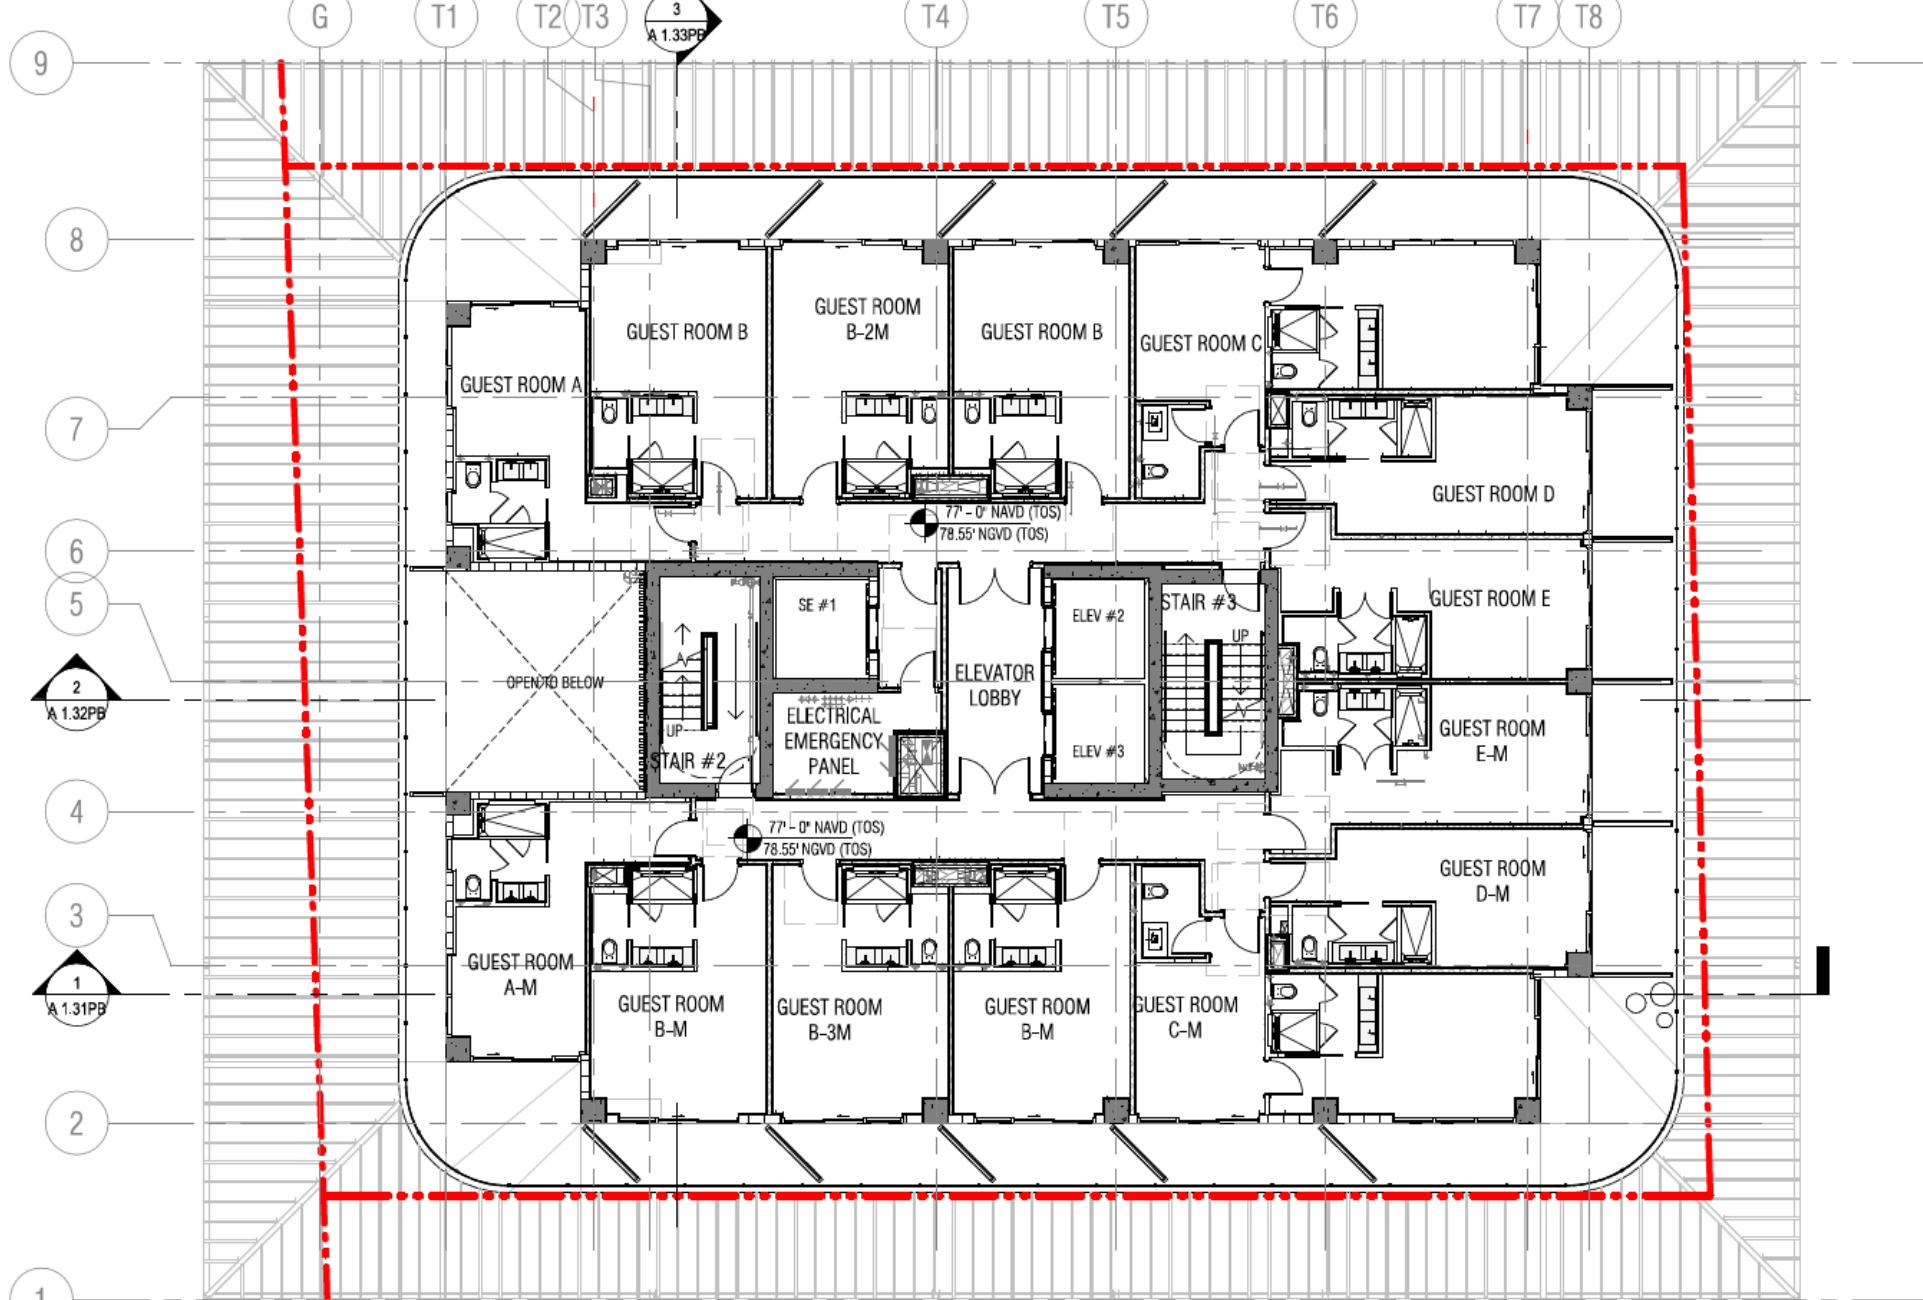 G
T1
T2
T3
3
A 1.33PB
T4
T5
T6
T7
T8
9
8
7
6
5
2
A 1.32PB
4
3
1
A 1.31PB
2
1
GUEST ROOM A
GUEST ROOM B
GUEST ROOM
B-2M
GUEST ROOM B
GUEST ROOM C
GUEST ROOM D
77' - 0" NAVD (TOS)
78.55' NGVD (TOS)
GUEST ROOM E
OPEN TO BELOW
UP
STAIR #2
SE #1
ELECTRICAL
EMERGENCY
PANEL
ELEVATOR
LOBBY
ELEV #2
ELEV #3
STAIR #3
UP
GUEST ROOM
E-M
77' - 0" NAVD (TOS)
78.55' NGVD (TOS)
GUEST ROOM
D-M
GUEST ROOM
A-M
GUEST ROOM
B-M
GUEST ROOM
B-3M
GUEST ROOM
B-M
GUEST ROOM
C-M